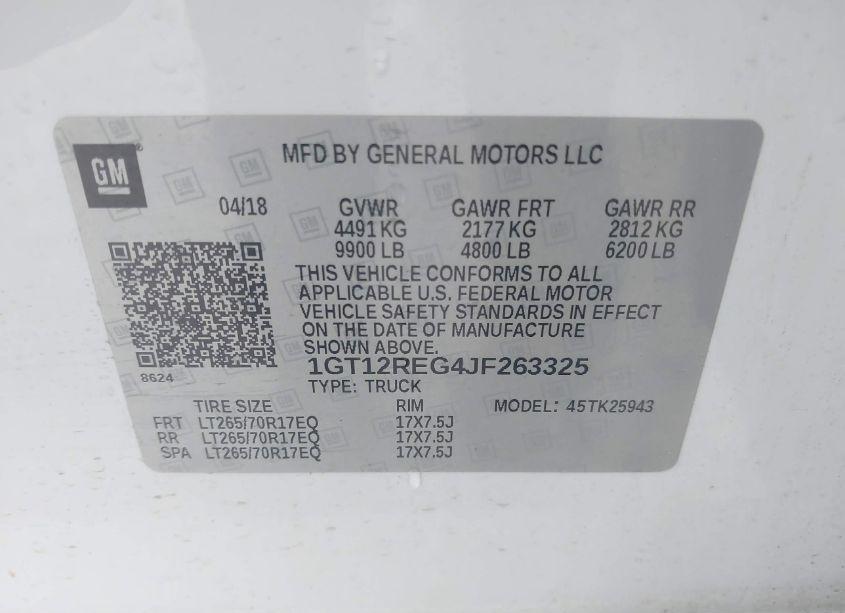 GM
MFD BY GENERAL MOTORS LLC
04/18 GVWR GAWR FRT GAWR RR
4491 KG 2177 KG 2812 KG
9900 LB 4800 LB 6200 LB
THIS VEHICLE CONFORMS TO ALL
APPLICABLE U.S. FEDERAL MOTOR
VEHICLE SAFETY STANDARDS IN EFFECT
ON THE DATE OF MANUFACTURE
SHOWN ABOVE.
1GT12REG4JF263325
8624
TYPE: TRUCK
TIRE SIZE RIM MODEL: 45TK25943
FRT LT265/70R17EQ 17X7.5J
RR LT265/70R17EQ 17X7.5J
SPA LT265/70R17EQ 17X7.5J